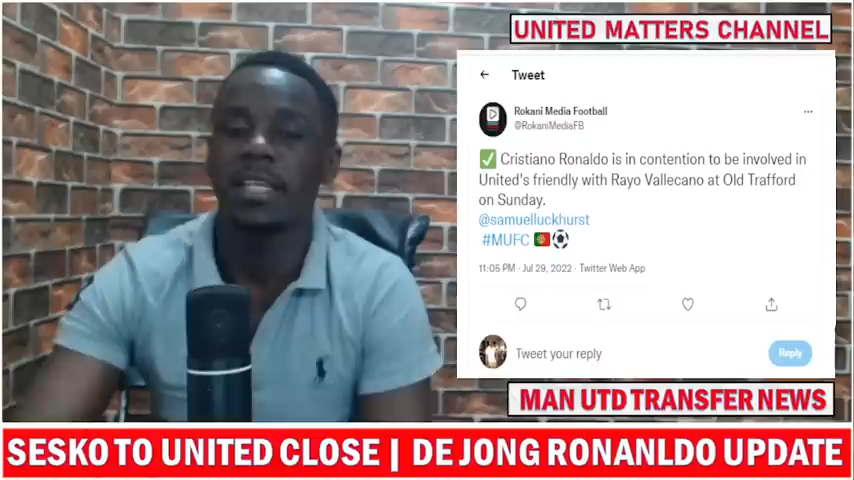 UNITED MATTERS CHANNEL
Tweet
Rokani Media Football
@RokaniMediaFB
✅ Cristiano Ronaldo is in contention to be involved in
United's friendly with Rayo Vallecano at Old Trafford
on Sunday.
@samuelluckhurst
#MUFC 🇵🇹⚽
11:05 PM · Jul 29, 2022 · Twitter Web App
Tweet your reply
Reply
MAN UTD TRANSFER NEWS
SESKO TO UNITED CLOSE | DE JONG RONANLDO UPDATE